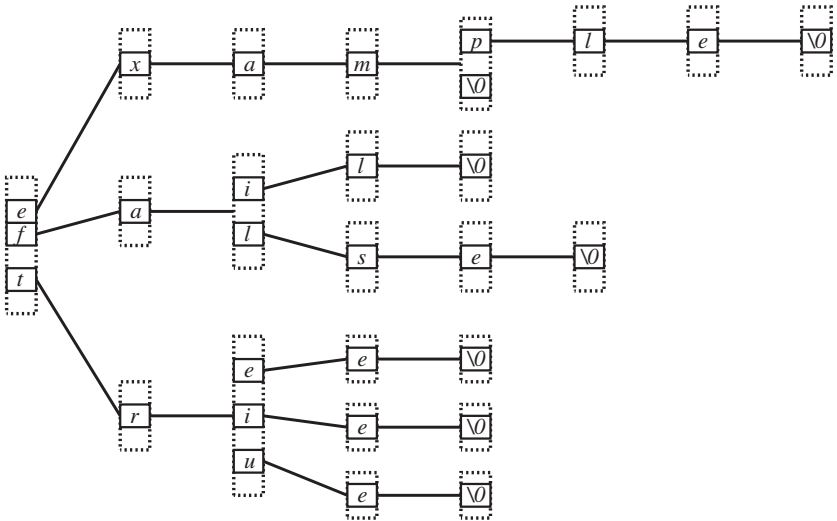 p l e \0
x a m
\0
i l \0
e a
f l
t s e \0
e e \0
r i e \0
u e \0